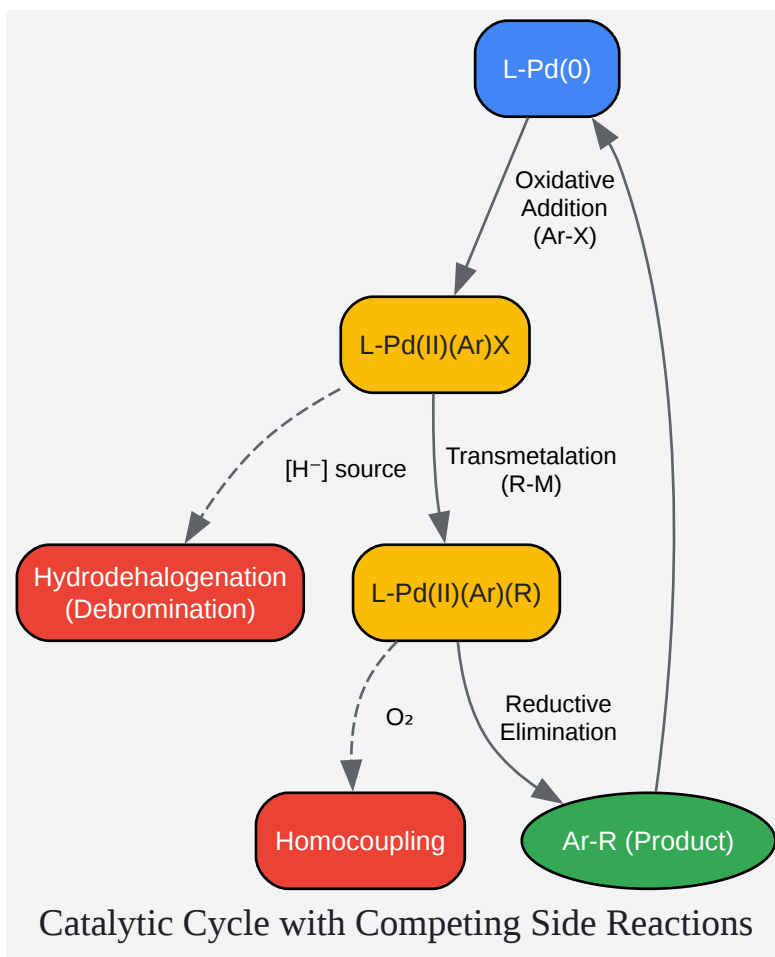 L-Pd(0)
Oxidative
Addition
(Ar-X)
L-Pd(II)(Ar)X
[H⁻] source
Transmetalation
(R-M)
Hydrodehalogenation
(Debromination)
L-Pd(II)(Ar)(R)
O₂
Reductive
Elimination
Homocoupling
Ar-R (Product)
Catalytic Cycle with Competing Side Reactions